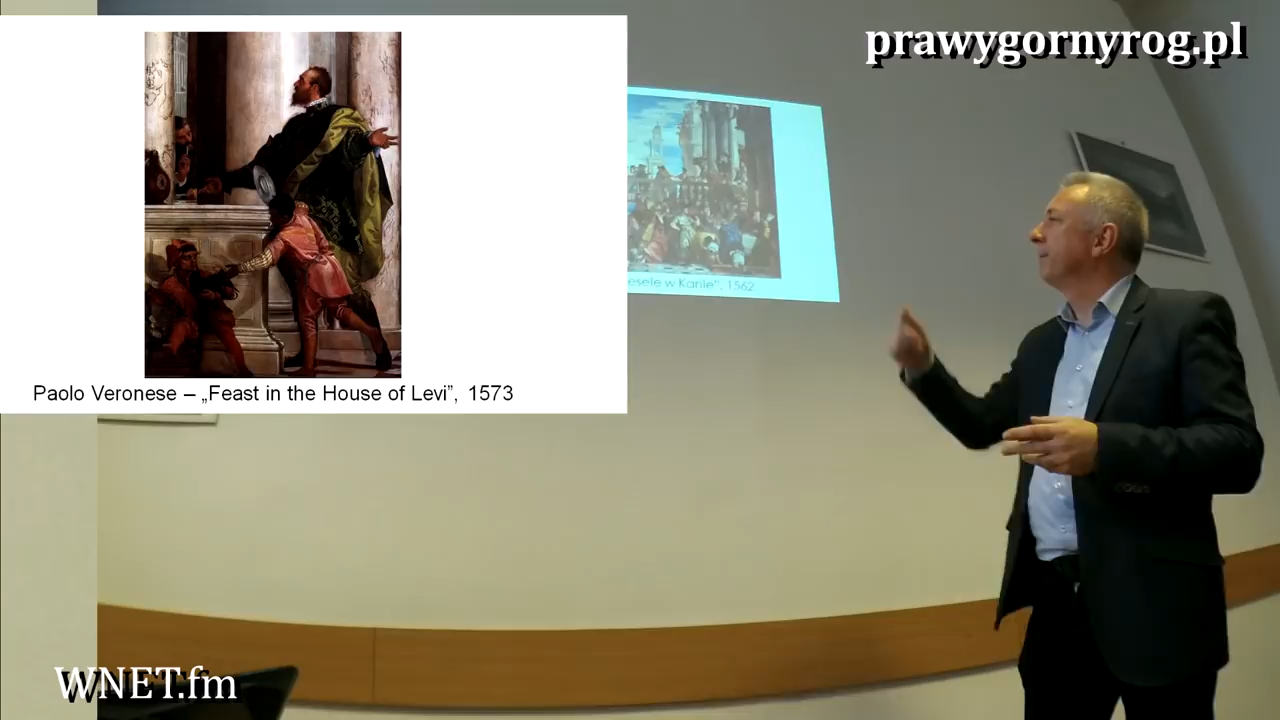 prawygornyrog.pl
esele w Kanie”, 1562
Paolo Veronese – „Feast in the House of Levi”, 1573
WNET.fm